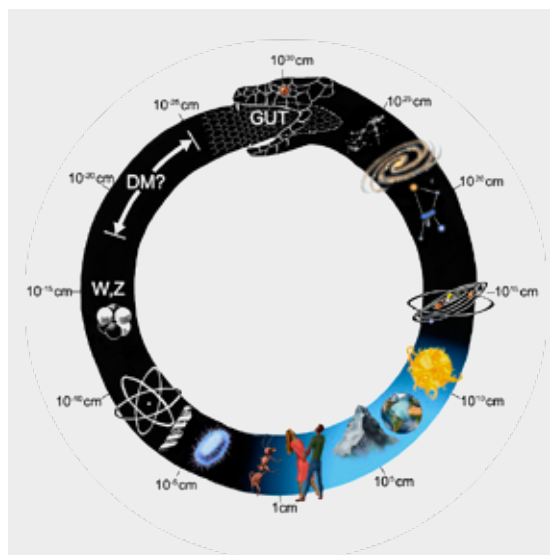 10³⁰cm
10²⁵cm
10⁻²⁵cm
GUT
10²⁰cm
10⁻²⁰cm
DM?
10⁻¹⁵cm
W,Z
10¹⁵cm
10⁻¹⁰cm
10¹⁰cm
10⁻⁵cm
10⁵cm
1cm